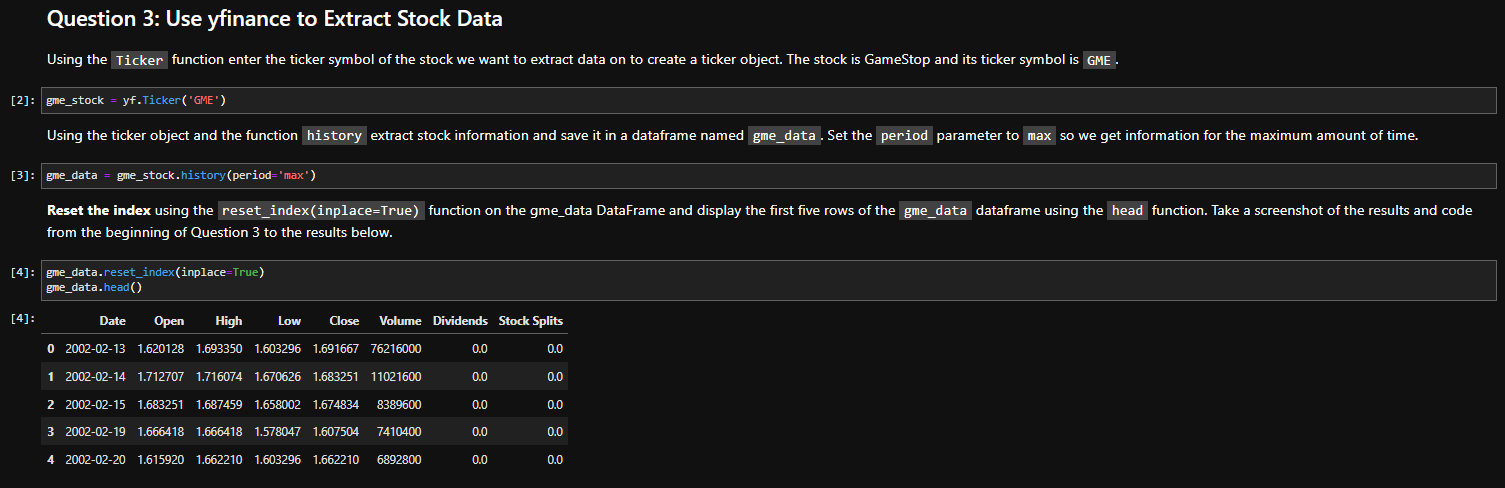 Question 3: Use yfinance to Extract Stock Data
Using the Ticker function enter the ticker symbol of the stock we want to extract data on to create a ticker object. The stock is GameStop and its ticker symbol is GME.
[2]: gme_stock = yf.Ticker('GME')
Using the ticker object and the function history extract stock information and save it in a dataframe named gme_data. Set the period parameter to max so we get information for the maximum amount of time.
[3]: gme_data = gme_stock.history(period='max')
Reset the index using the reset_index(inplace=True) function on the gme_data DataFrame and display the first five rows of the gme_data dataframe using the head function. Take a screenshot of the results and code
from the beginning of Question 3 to the results below.
[4]: gme_data.reset_index(inplace=True)
gme_data.head()
[4]:
Date Open High Low Close Volume Dividends Stock Splits
0 2002-02-13 1.620128 1.693350 1.603296 1.691667 76216000 0.0 0.0
1 2002-02-14 1.712707 1.716074 1.670626 1.683251 11021600 0.0 0.0
2 2002-02-15 1.683251 1.687459 1.658002 1.674834 8389600 0.0 0.0
3 2002-02-19 1.666418 1.666418 1.578047 1.607504 7410400 0.0 0.0
4 2002-02-20 1.615920 1.662210 1.603296 1.662210 6892800 0.0 0.0